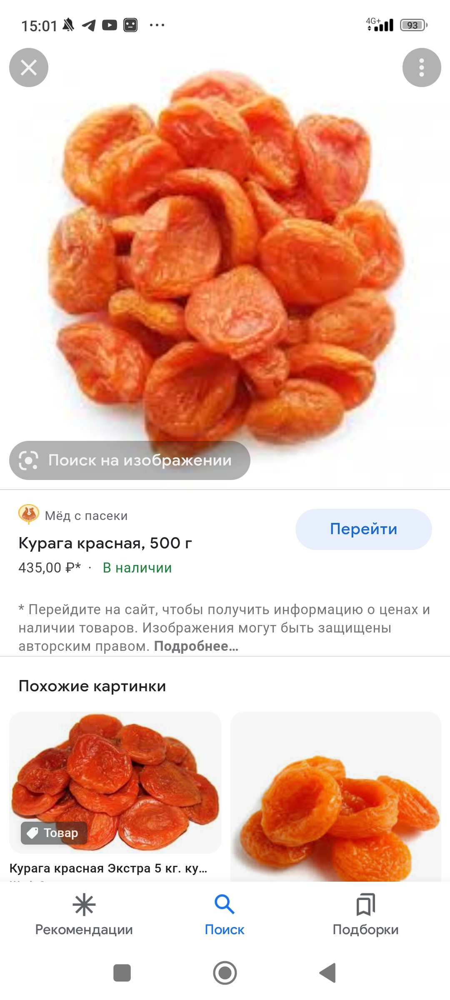 15:01
4G+
93
Поиск на изображении
Мёд с пасеки
Перейти
Курага красная, 500 г
435,00 ₽* · В наличии
* Перейдите на сайт, чтобы получить информацию о ценах и
наличии товаров. Изображения могут быть защищены
авторским правом. Подробнее...
Похожие картинки
Товар
Курага красная Экстра 5 кг. ку...
Рекомендации
Поиск
Подборки